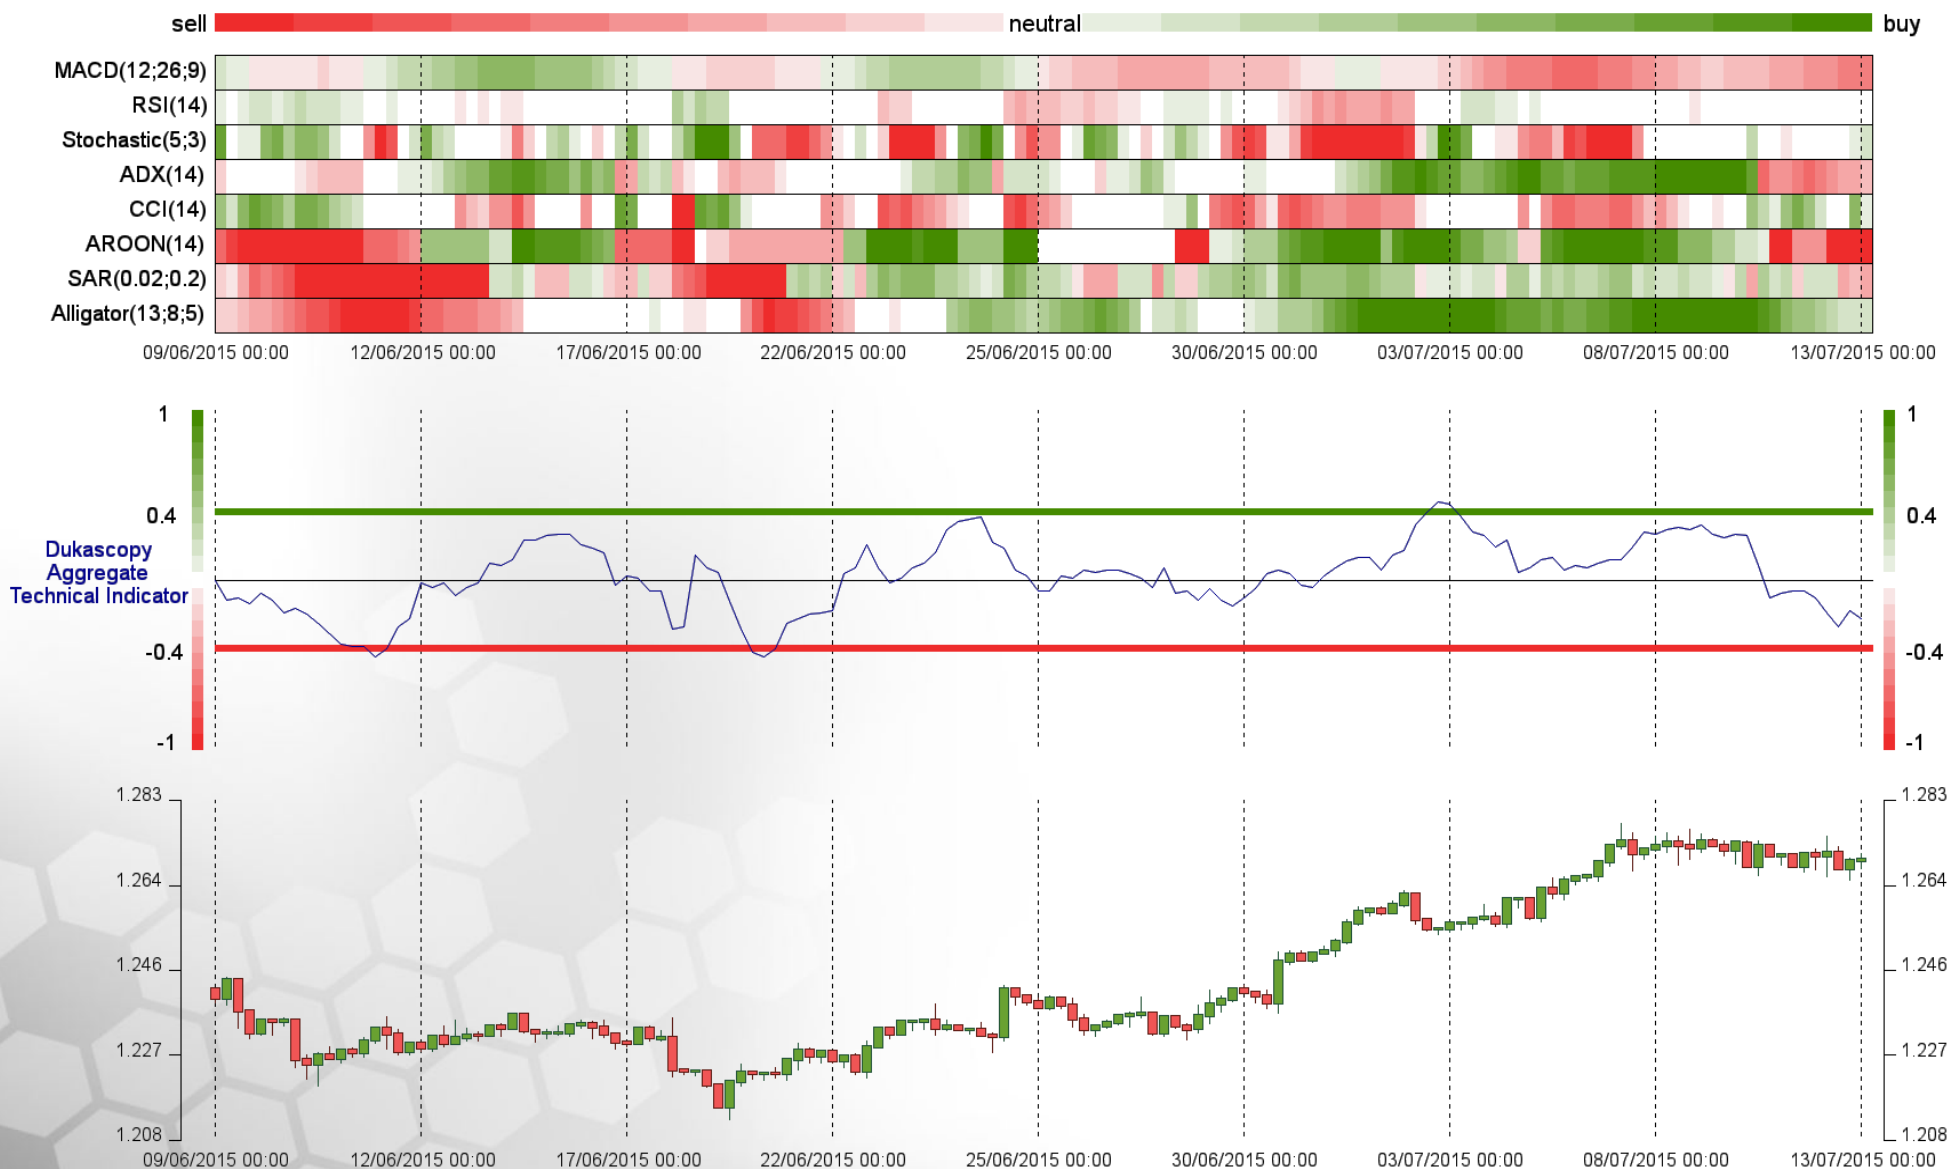 sell neutral buy
MACD(12;26;9)
RSI(14)
Stochastic(5;3)
ADX(14)
CCI(14)
AROON(14)
SAR(0.02;0.2)
Alligator(13;8;5)
09/06/2015 00:00 12/06/2015 00:00 17/06/2015 00:00 22/06/2015 00:00 25/06/2015 00:00 30/06/2015 00:00 03/07/2015 00:00 08/07/2015 00:00 13/07/2015 00:00
1 1
0.4 0.4
Dukascopy
Aggregate
Technical Indicator
-0.4 -0.4
-1 -1
1.283 1.283
1.264 1.264
1.246 1.246
1.227 1.227
1.208 1.208
09/06/2015 00:00 12/06/2015 00:00 17/06/2015 00:00 22/06/2015 00:00 25/06/2015 00:00 30/06/2015 00:00 03/07/2015 00:00 08/07/2015 00:00 13/07/2015 00:00